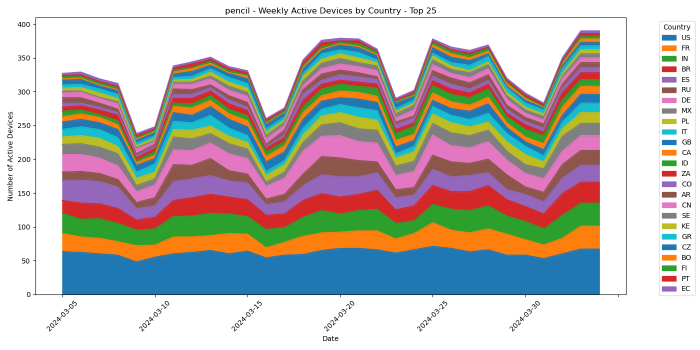 pencil - Weekly Active Devices by Country - Top 25
Number of Active Devices
400
350
300
250
200
150
100
50
0
2024-03-05
2024-03-10
2024-03-15
2024-03-20
2024-03-25
2024-03-30
Date
Country
US
FR
IN
BR
ES
RU
DE
MX
PL
IT
GB
CA
ID
ZA
CO
AR
CN
SE
KE
GR
CZ
BO
FI
PT
EC